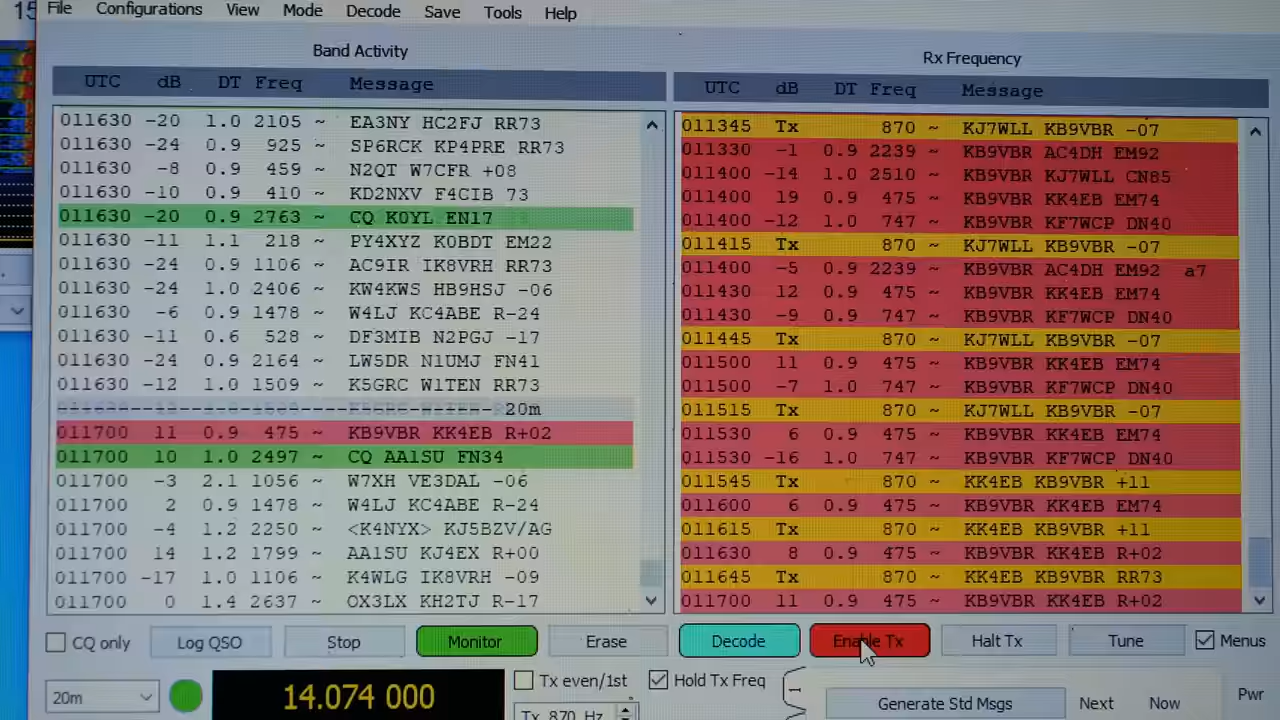 15
File Configurations View Mode Decode Save Tools Help
Band Activity
UTC dB DT Freq Message
011630 -20 1.0 2105 ~ EA3NY HC2FJ RR73
011630 -24 0.9 925 ~ SP6RCK KP4PRE RR73
011630 -8 0.9 459 ~ N2QT W7CFR +08
011630 -10 0.9 410 ~ KD2NXV F4CIB 73
011630 -20 0.9 2763 ~ CQ K0YL EN17
011630 -11 1.1 218 ~ PY4XYZ K0BDT EM22
011630 -24 0.9 1106 ~ AC9IR IK8VRH RR73
011630 -24 1.0 2406 ~ KW4KWS HB9HSJ -06
011630 -6 0.9 1478 ~ W4LJ KC4ABE R-24
011630 -11 0.6 528 ~ DF3MIB N2PGJ -17
011630 -24 0.9 2164 ~ LW5DR N1UMJ FN41
011630 -12 1.0 1509 ~ K5GRC W1TEN RR73
20m
011700 11 0.9 475 ~ KB9VBR KK4EB R+02
011700 10 1.0 2497 ~ CQ AA1SU FN34
011700 -3 2.1 1056 ~ W7XH VE3DAL -06
011700 2 0.9 1478 ~ W4LJ KC4ABE R-24
011700 -4 1.2 2250 ~ <K4NYX> KJ5BZV/AG
011700 14 1.2 1799 ~ AA1SU KJ4EX R+00
011700 -17 1.0 1106 ~ K4WLG IK8VRH -09
011700 0 1.4 2637 ~ OX3LX KH2TJ R-17
Rx Frequency
UTC dB DT Freq Message
011345 Tx 870 ~ KJ7WLL KB9VBR -07
011330 -1 0.9 2239 ~ KB9VBR AC4DH EM92
011400 -14 1.0 2510 ~ KB9VBR KJ7WLL CN85
011400 19 0.9 475 ~ KB9VBR KK4EB EM74
011400 -12 1.0 747 ~ KB9VBR KF7WCP DN40
011415 Tx 870 ~ KJ7WLL KB9VBR -07
011400 -5 0.9 2239 ~ KB9VBR AC4DH EM92 a7
011430 12 0.9 475 ~ KB9VBR KK4EB EM74
011430 -9 0.9 747 ~ KB9VBR KF7WCP DN40
011445 Tx 870 ~ KJ7WLL KB9VBR -07
011500 11 0.9 475 ~ KB9VBR KK4EB EM74
011500 -7 1.0 747 ~ KB9VBR KF7WCP DN40
011515 Tx 870 ~ KJ7WLL KB9VBR -07
011530 6 0.9 475 ~ KB9VBR KK4EB EM74
011530 -16 1.0 747 ~ KB9VBR KF7WCP DN40
011545 Tx 870 ~ KK4EB KB9VBR +11
011600 6 0.9 475 ~ KB9VBR KK4EB EM74
011615 Tx 870 ~ KK4EB KB9VBR +11
011630 8 0.9 475 ~ KB9VBR KK4EB R+02
011645 Tx 870 ~ KK4EB KB9VBR RR73
011700 11 0.9 475 ~ KB9VBR KK4EB R+02
CQ only Log QSO Stop Monitor Erase Decode Enable Tx Halt Tx Tune Menus
20m 14.074 000 Tx even/1st Hold Tx Freq
Tx 870 Hz Generate Std Msgs Next Now Pwr